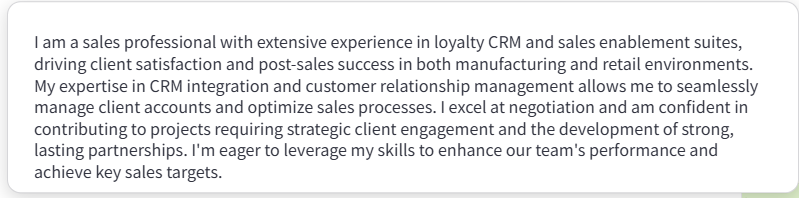 I am a sales professional with extensive experience in loyalty CRM and sales enablement suites,
driving client satisfaction and post-sales success in both manufacturing and retail environments.
My expertise in CRM integration and customer relationship management allows me to seamlessly
manage client accounts and optimize sales processes. I excel at negotiation and am confident in
contributing to projects requiring strategic client engagement and the development of strong,
lasting partnerships. I'm eager to leverage my skills to enhance our team's performance and
achieve key sales targets.